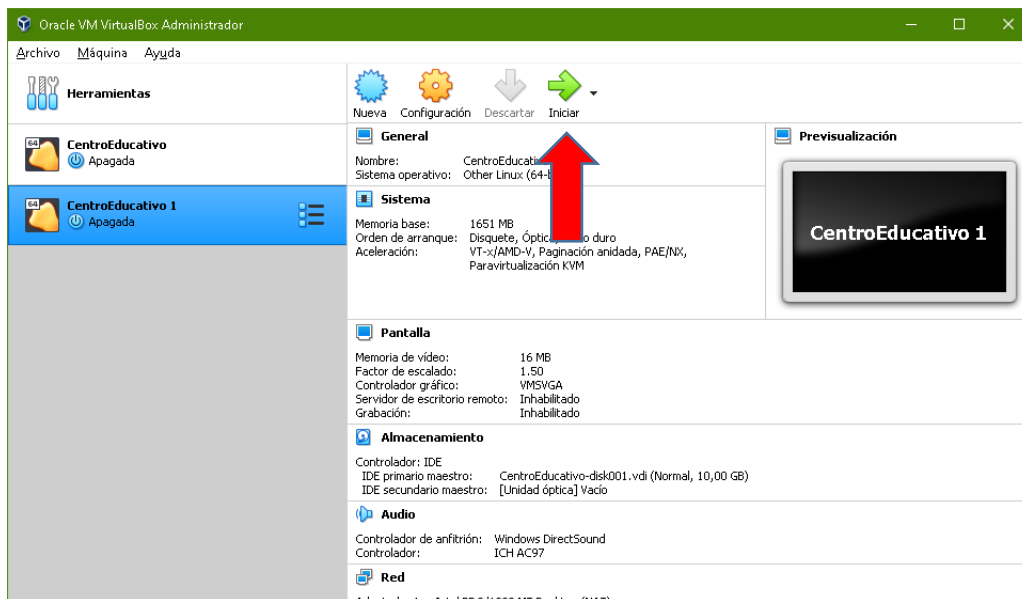 Oracle VM VirtualBox Administrador
Archivo Máquina Ayuda
Herramientas
64
CentroEducativo
Apagada
64
CentroEducativo 1
Apagada
Nueva Configuración Descartar Iniciar
General
Nombre:
Sistema operativo: Other Linux
Sistema
Memoria base: 1651 MB
Orden de arranque: Disquete, duro
Aceleración: VT-x/AMD-V, Paginación anidada, PAE/NX,
Paravirtualización KVM
Previsualización
CentroEducativo 1
Pantalla
Memoria de vídeo: 16 MB
Factor de escalado: 1.50
Controlador gráfico: VMSVGA
Servidor de escritorio remoto: Inhabilitado
Grabación: Inhabilitado
Almacenamiento
Controlador: IDE
IDE primario maestro: CentroEducativo-disk001.vdi (Normal, 10,00 GB)
IDE secundario maestro: [Unidad óptica] Vacío
Audio
Controlador de anfitrión: Windows DirectSound
Controlador: ICH AC97
Red